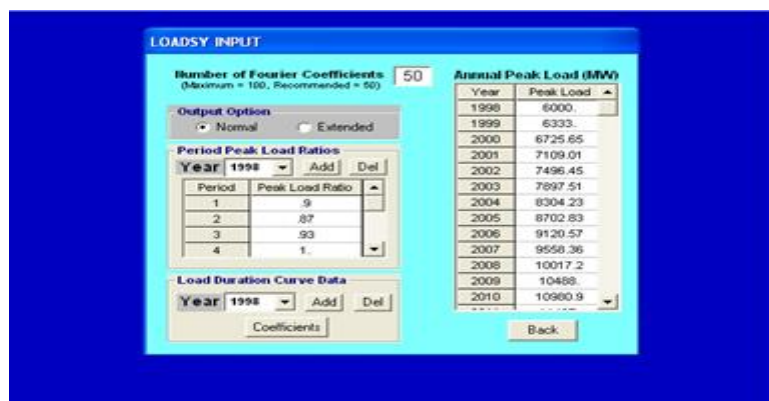 LOADSY INPUT
Number of Fourier Coefficients 50
(Maximum = 100, Recommended = 50)
Output Option
Normal Extended
Period Peak Load Ratios
Year 1998 Add Del
Period Peak Load Ratio
1 .9
2 .87
3 .93
4 1.
Load Duration Curve Data
Year 1998 Add Del
Coefficients
Annual Peak Load (MW)
Year Peak Load
1998 6000.
1999 6333.
2000 6725.65
2001 7109.01
2002 7496.45
2003 7897.51
2004 8304.23
2005 8702.83
2006 9120.57
2007 9558.36
2008 10017.2
2009 10488.
2010 10980.9
Back